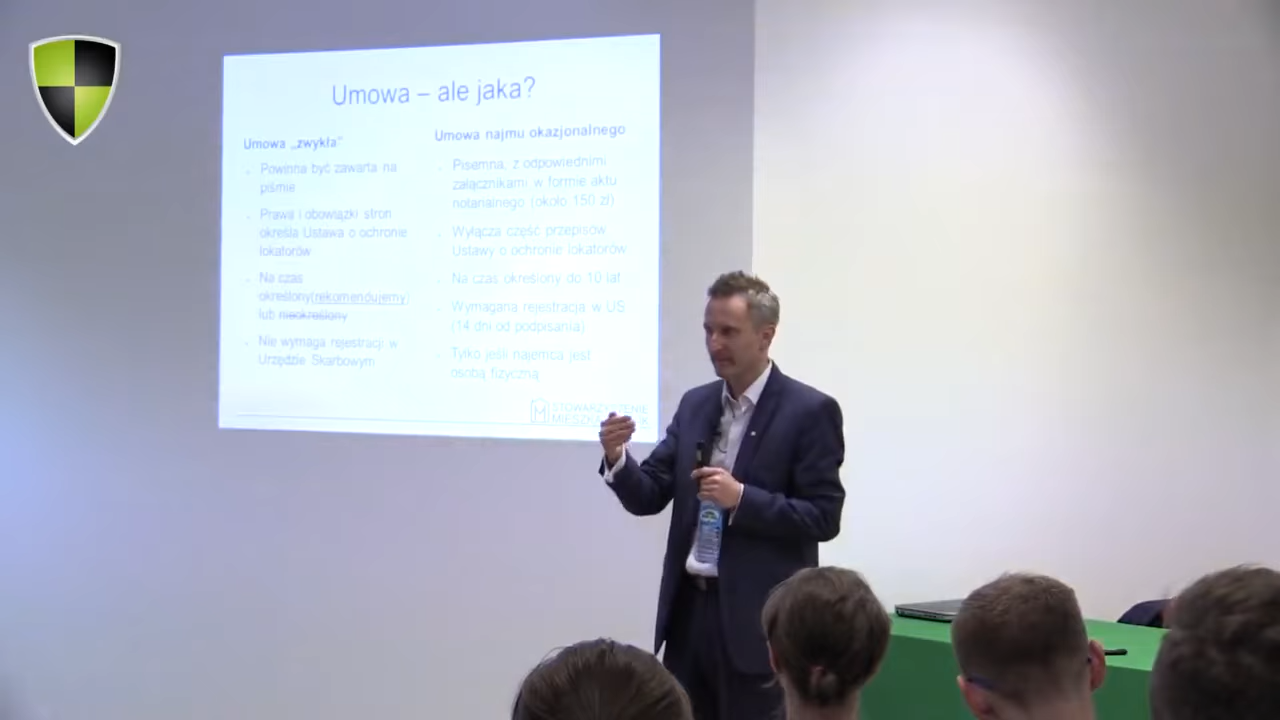 Umowa – ale jaka?
Umowa „zwykła”
Powinna być zawarta na
piśmie
Prawa i obowiązki stron
określa Ustawa o ochronie
lokatorów
Na czas
określony(rekomendujemy)
lub nieokreślony
Nie wymaga rejestracji w
Urzędzie Skarbowym
Umowa najmu okazjonalnego
Pisemna, z odpowiednimi
załącznikami w formie aktu
notarialnego (około 150 zł)
Wyłącza część przepisów
Ustawy o ochronie lokatorów
Na czas określony do 10 lat
Wymagana rejestracja w US
(14 dni od podpisania)
Tylko jeśli najemca jest
osobą fizyczną
STOWARZYSZENIE